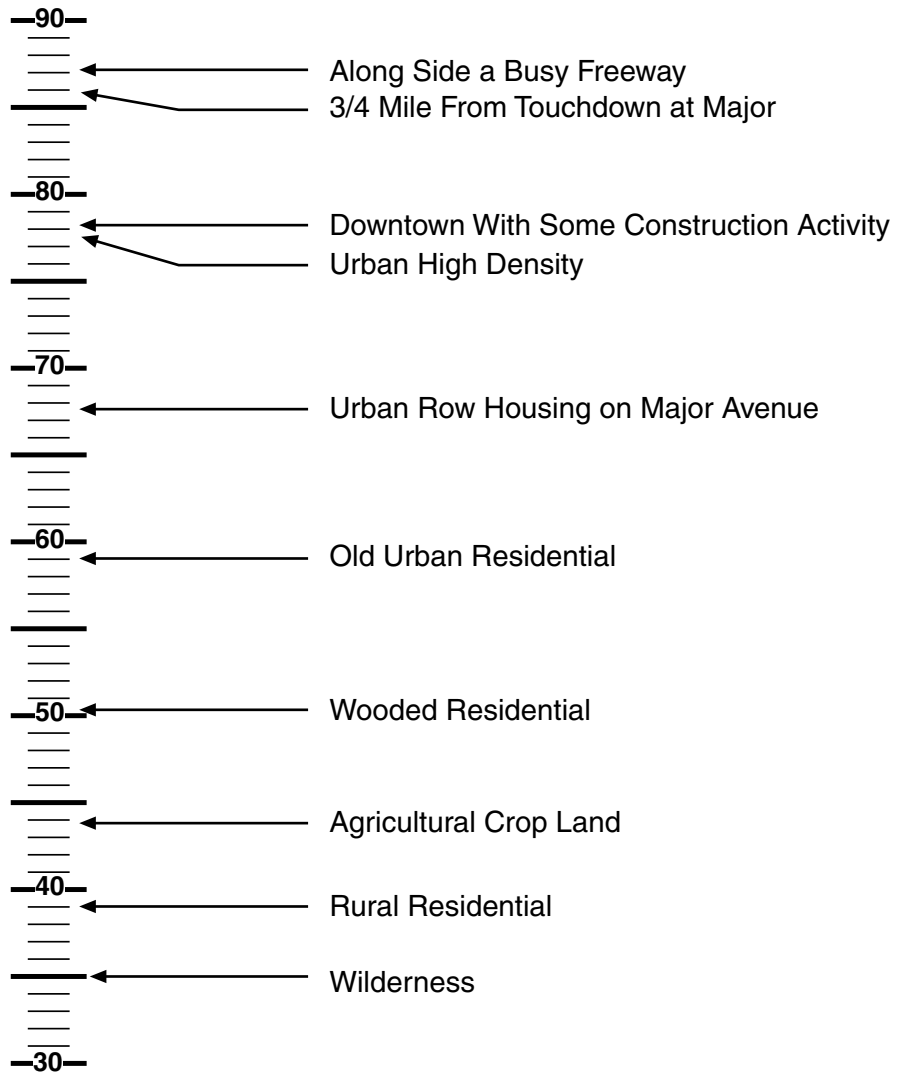 90
Along Side a Busy Freeway
3/4 Mile From Touchdown at Major
80
Downtown With Some Construction Activity
Urban High Density
70
Urban Row Housing on Major Avenue
60
Old Urban Residential
50
Wooded Residential
Agricultural Crop Land
40
Rural Residential
Wilderness
30